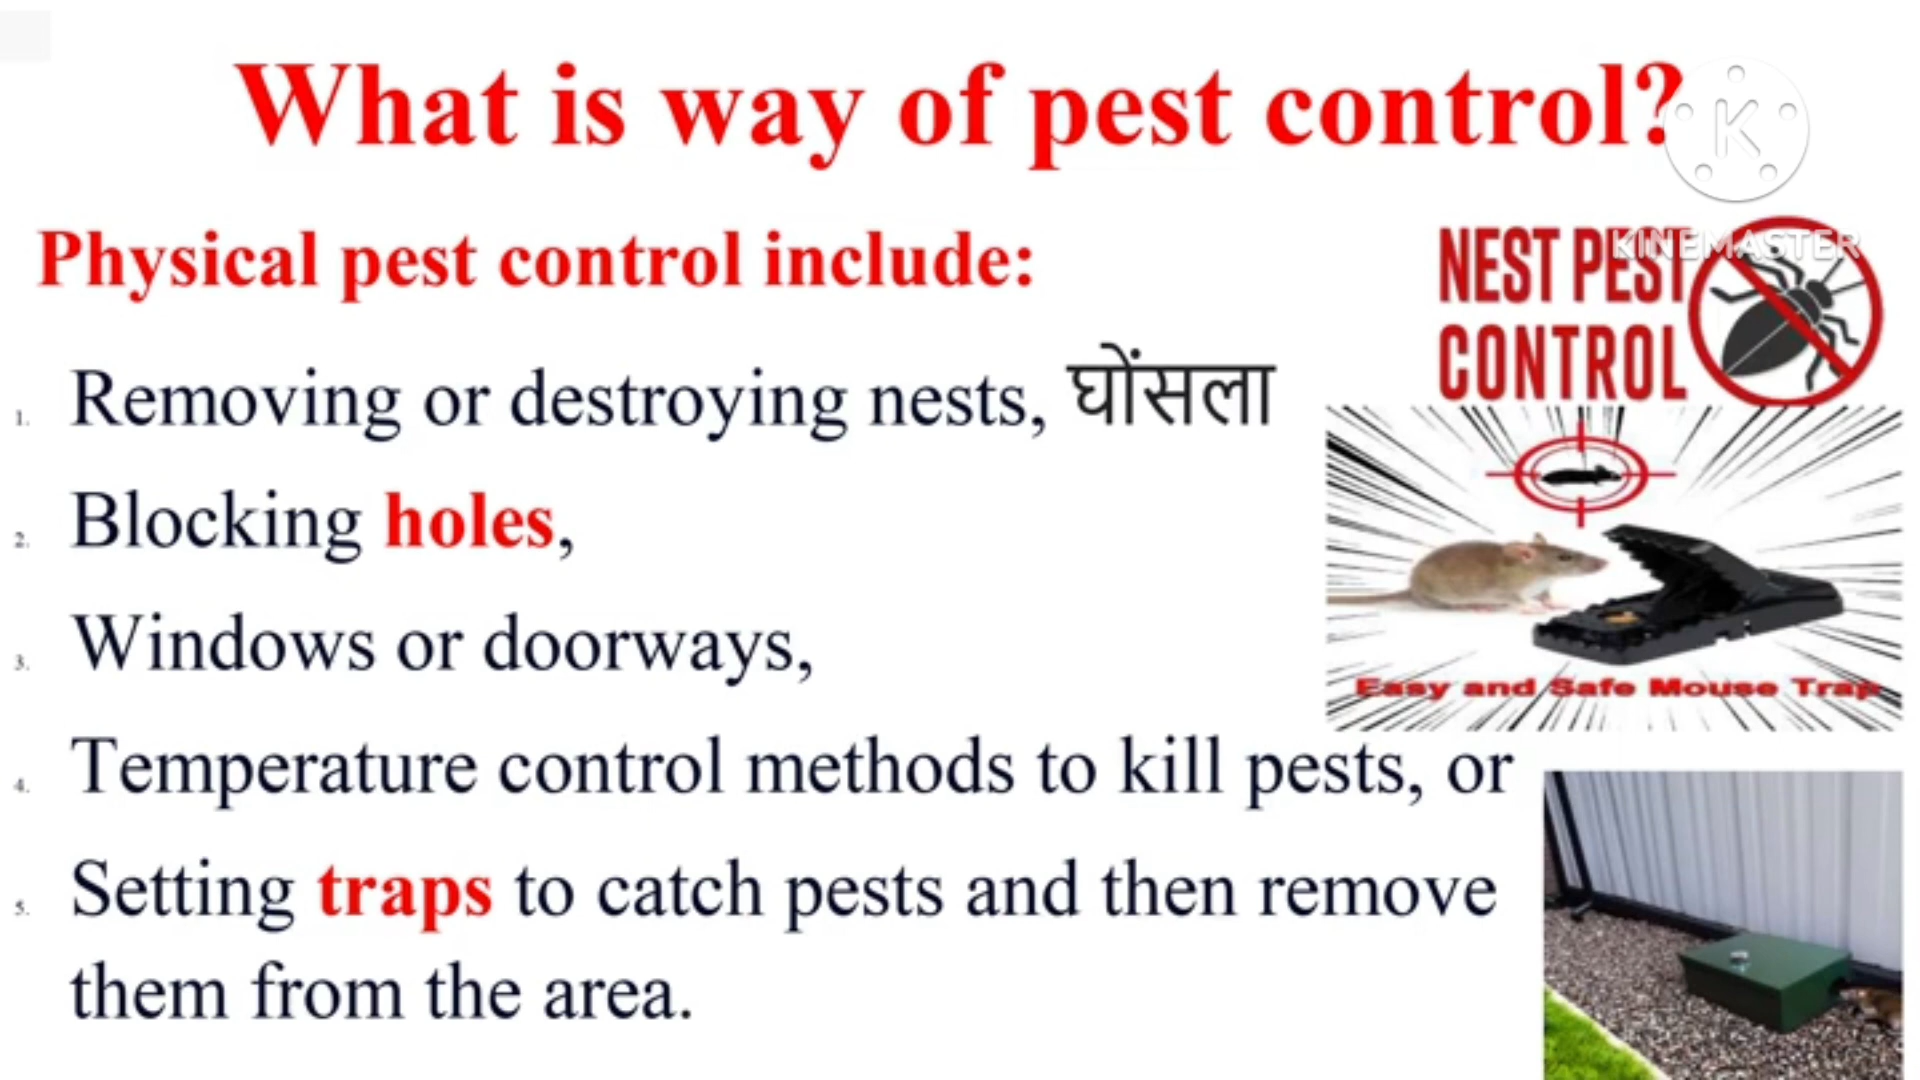 What is way of pest control?
K
KINEMASTER
Physical pest control include:
NEST PEST
CONTROL
1. Removing or destroying nests, घोंसला
2. Blocking holes,
3. Windows or doorways,
Easy and Safe Mouse Trap
4. Temperature control methods to kill pests, or
5. Setting traps to catch pests and then remove
them from the area.